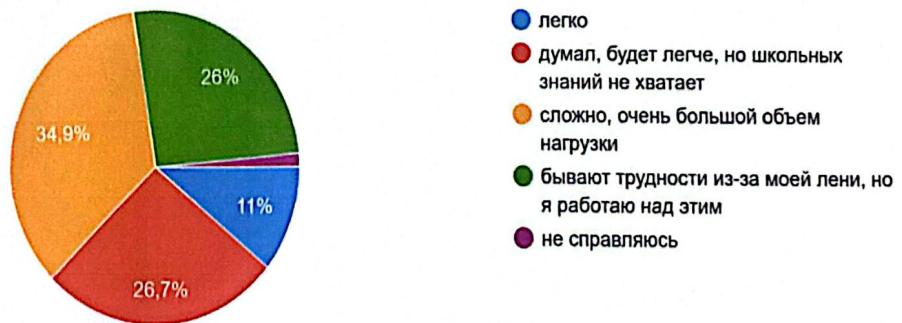 26%
34,9%
11%
26,7%
легко
думал, будет легче, но школьных
знаний не хватает
сложно, очень большой объем
нагрузки
бывают трудности из-за моей лени, но
я работаю над этим
не справляюсь